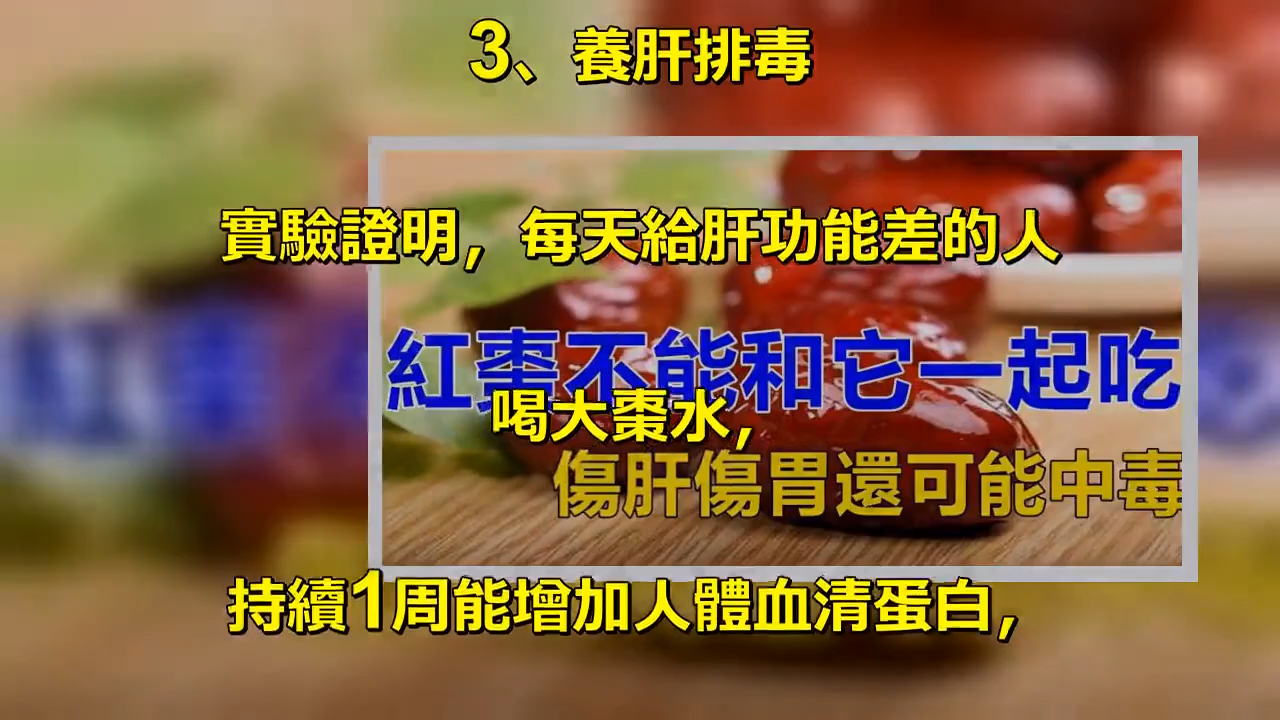 3、養肝排毒
實驗證明，每天給肝功能差的人
紅棗不能和它一起吃
喝大棗水，
傷肝傷胃還可能中毒
持續1周能增加人體血清蛋白，